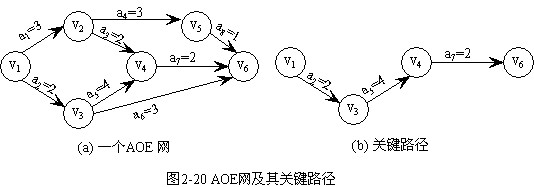 V1
V2
V3
V4
V5
V6
a1=3
a2=2
a3=2
a4=3
a5=4
a6=3
a7=2
a8=1
(a) 一个AOE 网
V1
V3
V4
V6
a2=2
a5=4
a7=2
(b) 关键路径
图2-20 AOE网及其关键路径